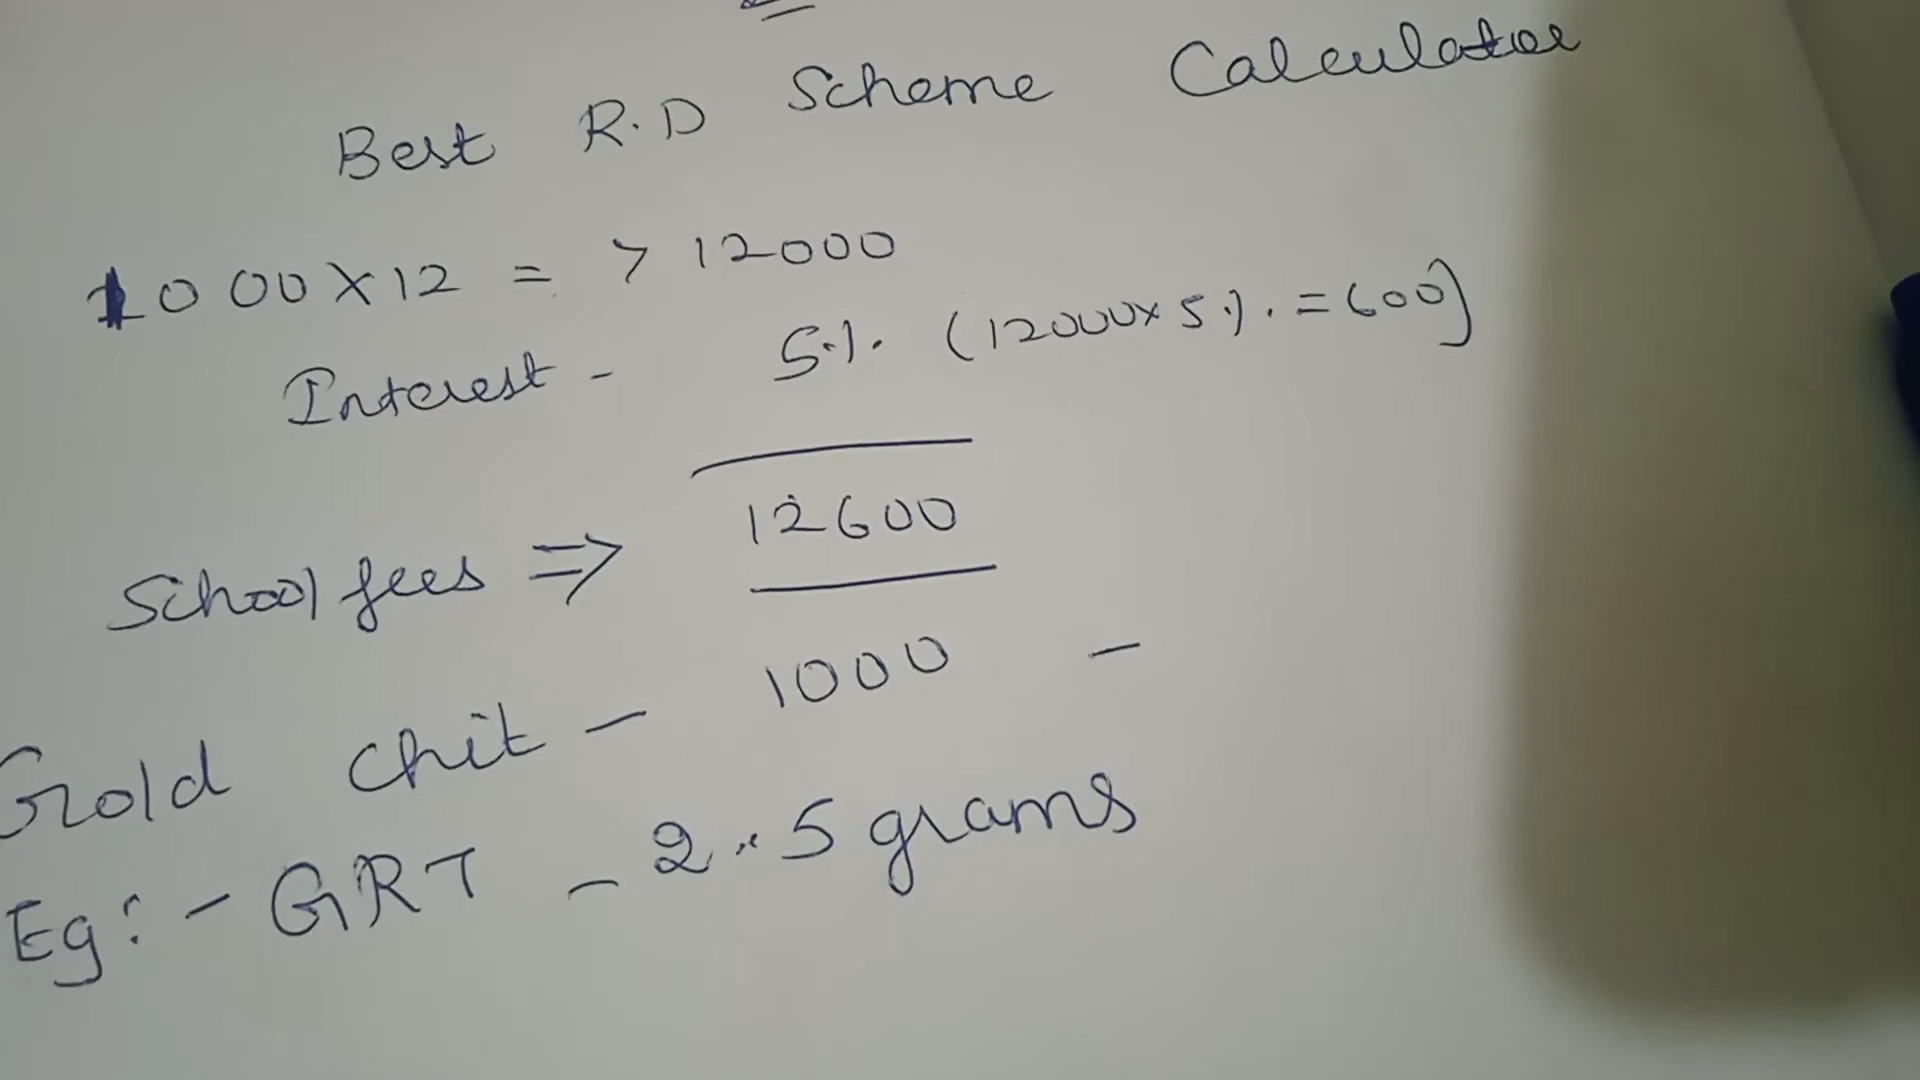 Best R.D Scheme Calculator
1000 X 12 = > 12000
Interest - 5% (12000 x 5% = 600)
12600
School fees =>
Gold chit - 1000 -
Eg: - GRT - 2.5 grams